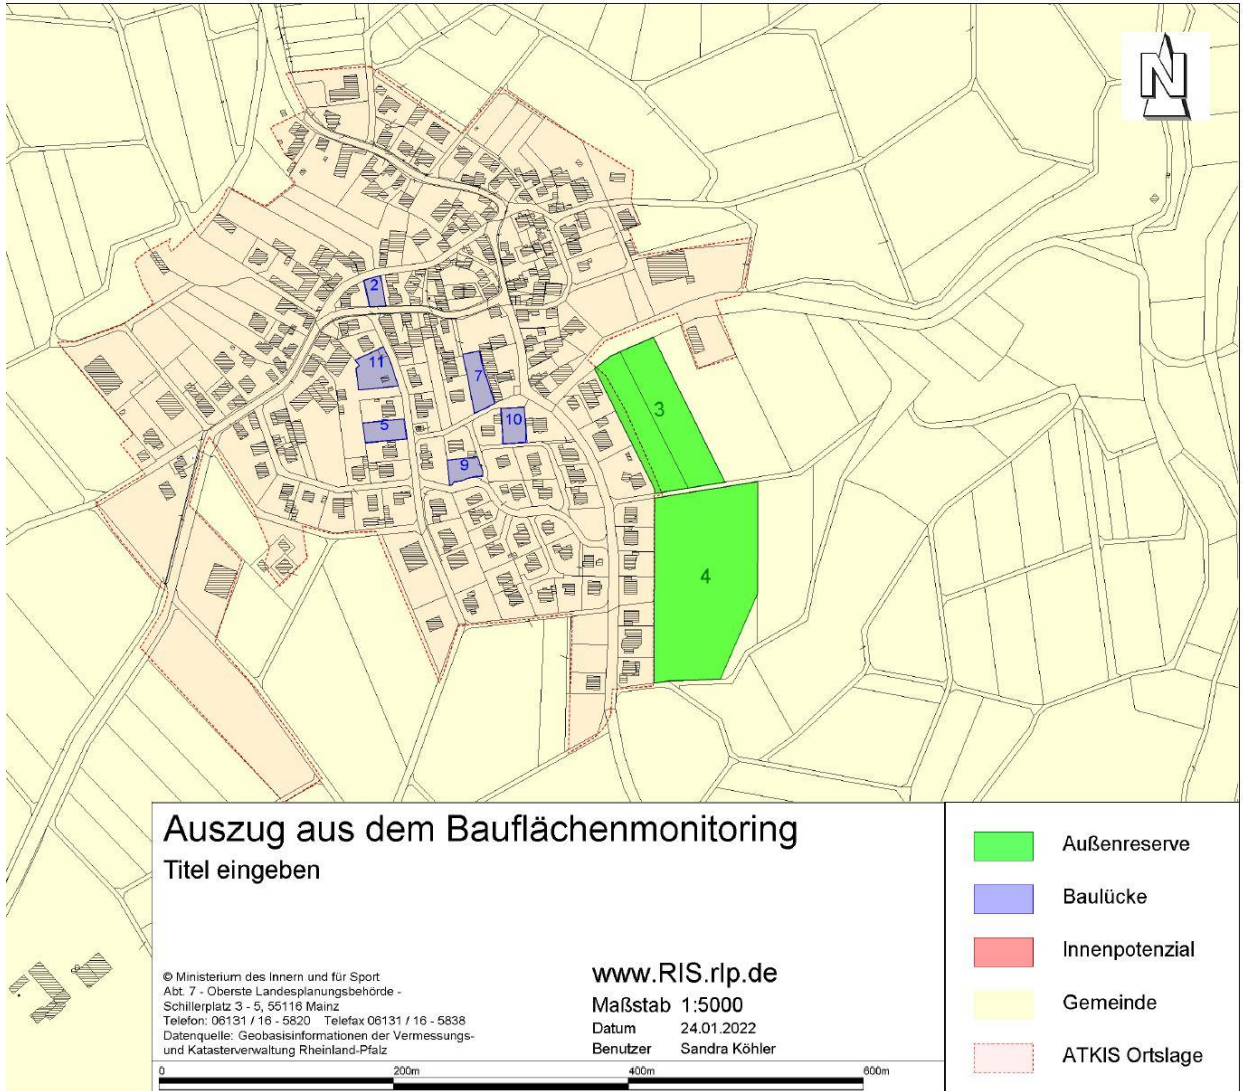 N
2
11
7
3
5
10
9
4
Auszug aus dem Bauflächenmonitoring
Titel eingeben
© Ministerium des Innern und für Sport
Abt. 7 - Oberste Landesplanungsbehörde -
Schillerplatz 3 - 5, 55116 Mainz
Telefon: 06131 / 16 - 5820 Telefax 06131 / 16 - 5838
Datenquelle: Geobasisinformationen der Vermessungs-
und Katasterverwaltung Rheinland-Pfalz
www.RIS.rlp.de
Maßstab 1:5000
Datum 24.01.2022
Benutzer Sandra Köhler
0 200m 400m 600m
Außenreserve
Baulücke
Innenpotenzial
Gemeinde
ATKIS Ortslage